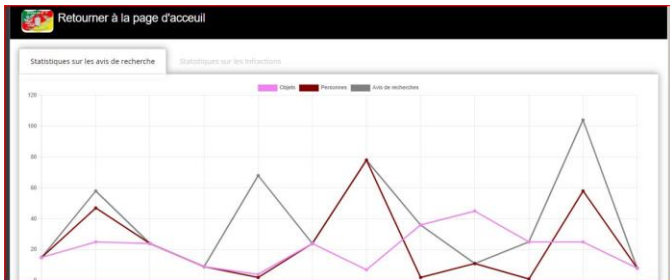 Retourner à la page d'acceuil
Statistiques sur les avis de recherche
Statistiques sur les Infractions
Objets Personnes Avis de recherches
120
100
80
60
40
20
0